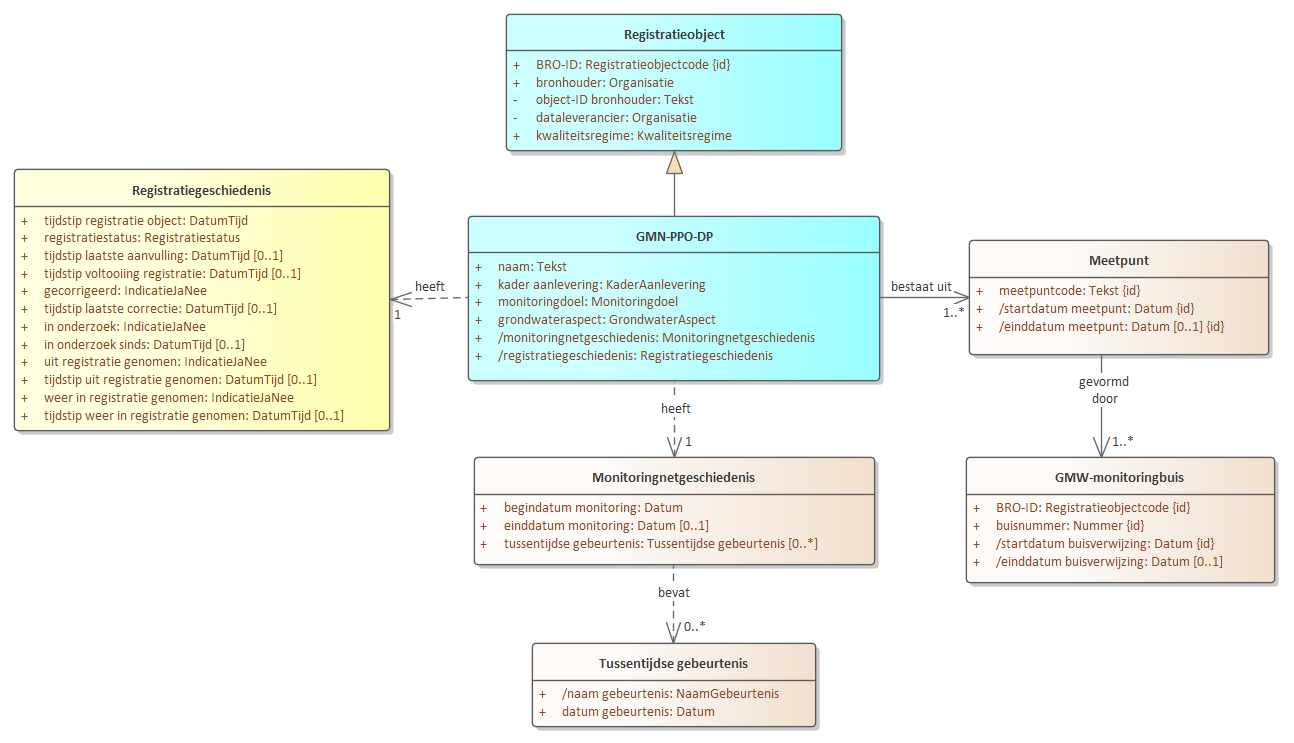 Registratieobject
+ BRO-ID: Registratieobjectcode {id}
+ bronhouder: Organisatie
- object-ID bronhouder: Tekst
- dataleverancier: Organisatie
+ kwaliteitsregime: Kwaliteitsregime
Registratiegeschiedenis
+ tijdstip registratie object: DatumTijd
+ registratiestatus: Registratiestatus
+ tijdstip laatste aanvulling: DatumTijd [0..1]
+ tijdstip voltooiing registratie: DatumTijd [0..1]
+ gecorrigeerd: IndicatieJaNee
+ tijdstip laatste correctie: DatumTijd [0..1]
+ in onderzoek: IndicatieJaNee
+ in onderzoek sinds: DatumTijd [0..1]
+ uit registratie genomen: IndicatieJaNee
+ tijdstip uit registratie genomen: DatumTijd [0..1]
+ weer in registratie genomen: IndicatieJaNee
+ tijdstip weer in registratie genomen: DatumTijd [0..1]
heeft
1
GMN-PPO-DP
+ naam: Tekst
+ kader aanlevering: KaderAanlevering
+ monitoringdoel: Monitoringdoel
+ grondwateraspect: GrondwaterAspect
+ /monitoringnetgeschiedenis: Monitoringnetgeschiedenis
+ /registratiegeschiedenis: Registratiegeschiedenis
bestaat uit
1..*
Meetpunt
+ meetpuntcode: Tekst {id}
+ /startdatum meetpunt: Datum {id}
+ /einddatum meetpunt: Datum [0..1] {id}
heeft
1
gevormd
door
1..*
Monitoringnetgeschiedenis
+ begindatum monitoring: Datum
+ einddatum monitoring: Datum [0..1]
+ tussentijdse gebeurtenis: Tussentijdse gebeurtenis [0..*]
GMW-monitoringbuis
+ BRO-ID: Registratieobjectcode {id}
+ buisnummer: Nummer {id}
+ /startdatum buisverwijzing: Datum {id}
+ /einddatum buisverwijzing: Datum [0..1]
bevat
0..*
Tussentijdse gebeurtenis
+ /naam gebeurtenis: NaamGebeurtenis
+ datum gebeurtenis: Datum